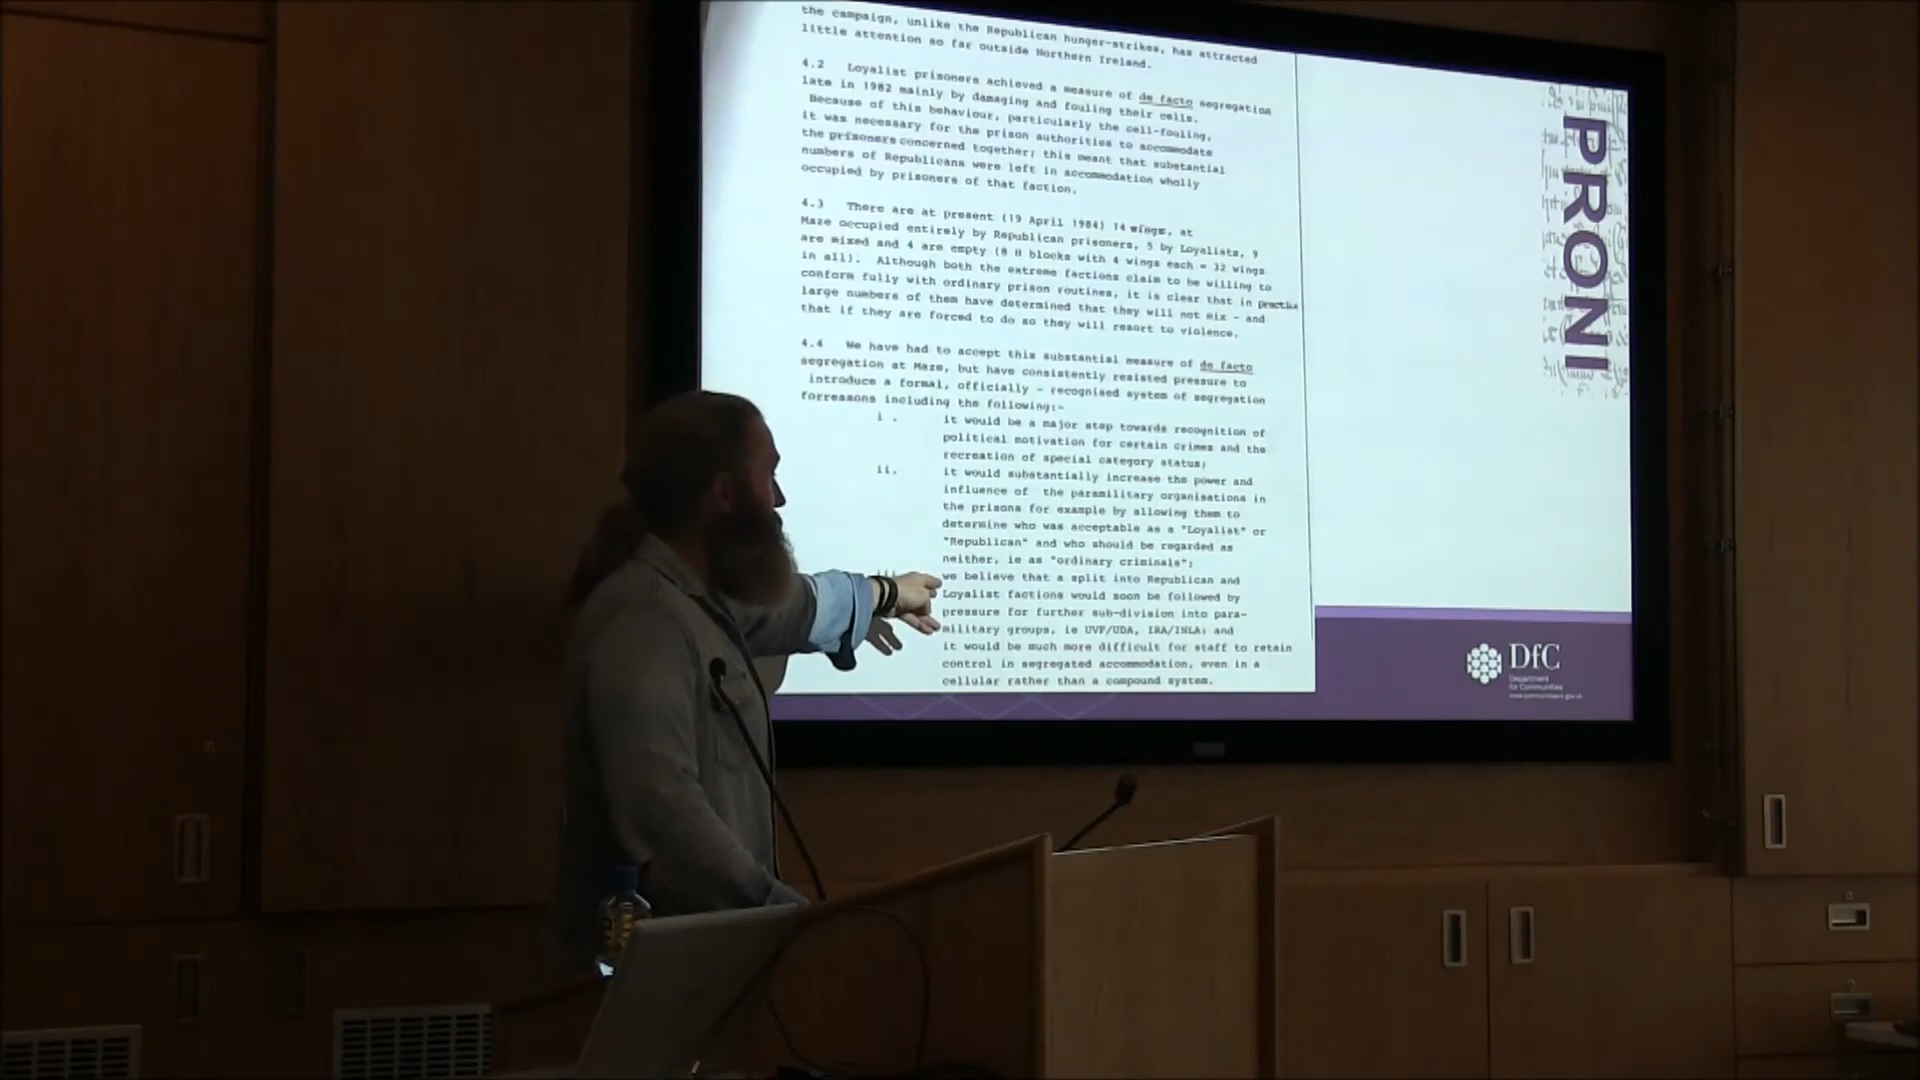 the campaign, unlike the Republican hunger-strikes, has attracted
little attention so far outside Northern Ireland.
4.2 Loyalist prisoners achieved a measure of de facto segregation
late in 1982 mainly by damaging and fouling their cells.
Because of this behaviour, particularly the cell-fouling,
it was necessary for the prison authorities to accommodate
the prisoners concerned together; this meant that substantial
numbers of Republicans were left in accommodation wholly
occupied by prisoners of that faction.
4.3 There are at present (19 April 1984) 14 wings, at
Maze occupied entirely by Republican prisoners, 5 by Loyalists, 9
are mixed and 4 are empty (8 H blocks with 4 wings each = 32 wings
in all). Although both the extreme factions claim to be willing to
conform fully with ordinary prison routines, it is clear that in practice
large numbers of them have determined that they will not mix - and
that if they are forced to do so they will resort to violence.
4.4 We have had to accept this substantial measure of de facto
segregation at Maze, but have consistently resisted pressure to
introduce a formal, officially - recognised system of segregation
forreasons including the following:-
i . it would be a major step towards recognition of
political motivation for certain crimes and the
recreation of special category status;
ii. it would substantially increase the power and
influence of the paramilitary organisations in
the prisons for example by allowing them to
determine who was acceptable as a "Loyalist" or
"Republican" and who should be regarded as
neither, ie as "ordinary criminals";
we believe that a split into Republican and
Loyalist factions would soon be followed by
pressure for further sub-division into para-
military groups, ie UVF/UDA, IRA/INLA; and
it would be much more difficult for staff to retain
control in segregated accommodation, even in a
cellular rather than a compound system.
PRONI
DfC
Department
for Communities
www.communities-ni.gov.uk